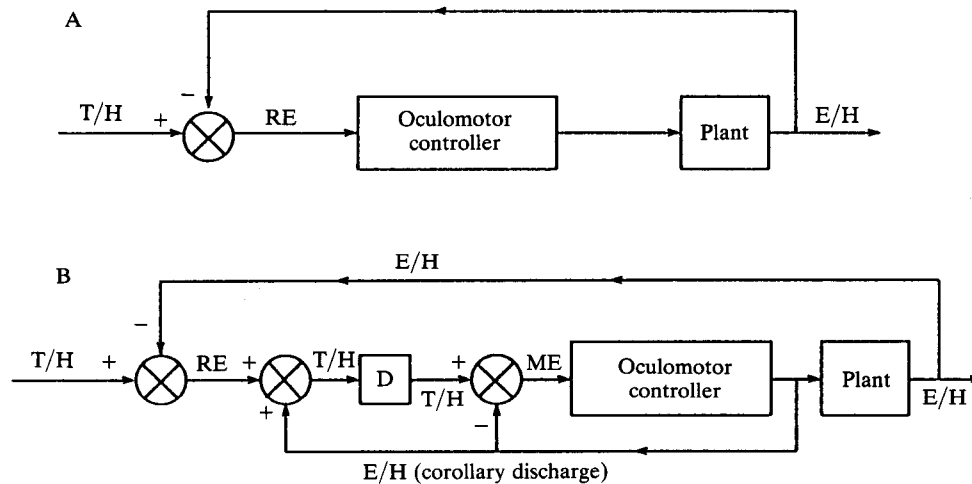 A
T/H
+
−
RE
Oculomotor
controller
Plant
E/H
B
E/H
−
T/H
+
RE
+
+
T/H
D
+
T/H
−
ME
Oculomotor
controller
Plant
E/H
E/H (corollary discharge)